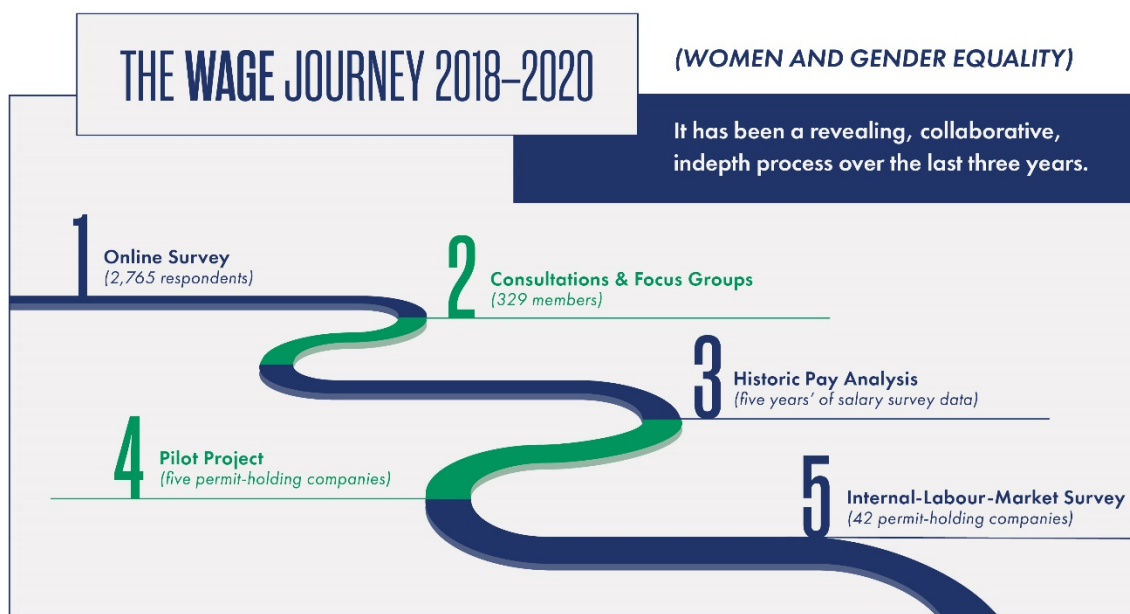 THE WAGE JOURNEY 2018–2020
(WOMEN AND GENDER EQUALITY)
It has been a revealing, collaborative,
indepth process over the last three years.
1
Online Survey
(2,765 respondents)
2
Consultations & Focus Groups
(329 members)
3
Historic Pay Analysis
(five years’ of salary survey data)
4
Pilot Project
(five permit-holding companies)
5
Internal-Labour-Market Survey
(42 permit-holding companies)